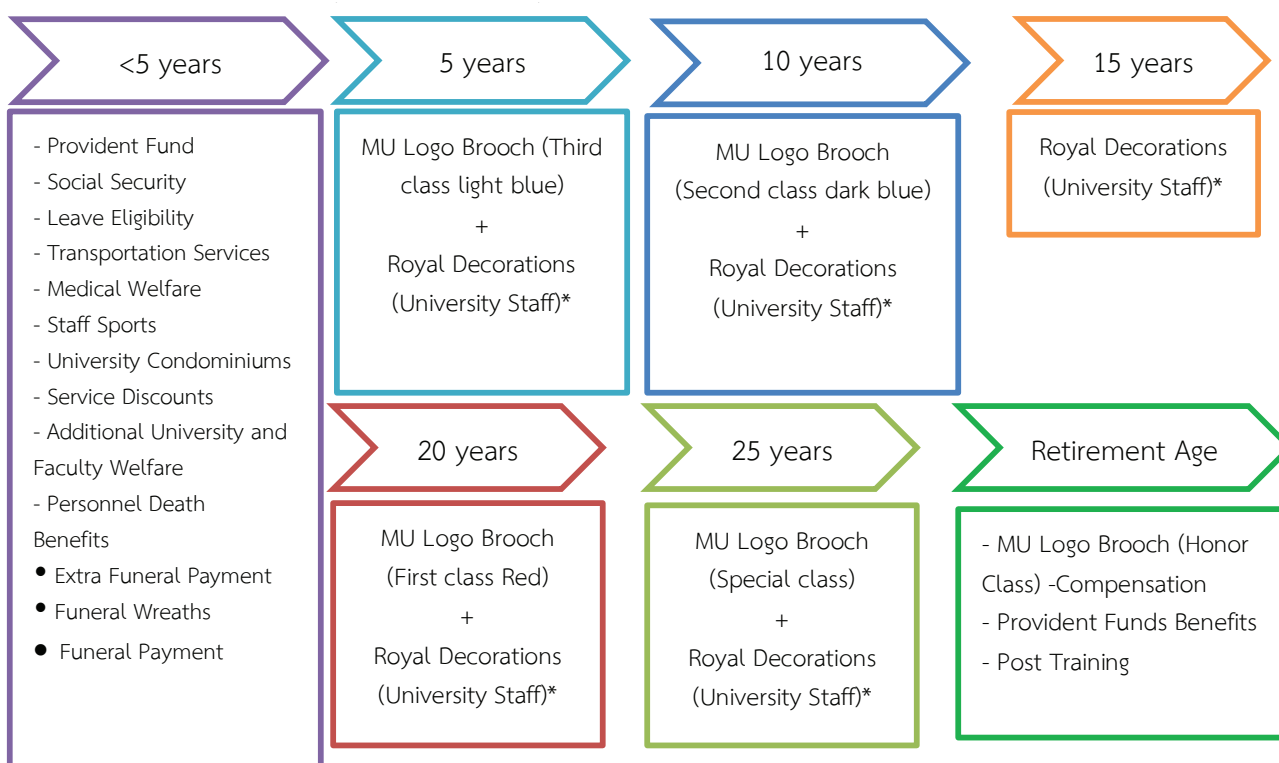 <5 years
- Provident Fund
- Social Security
- Leave Eligibility
- Transportation Services
- Medical Welfare
- Staff Sports
- University Condominiums
- Service Discounts
- Additional University and
Faculty Welfare
- Personnel Death
Benefits
• Extra Funeral Payment
• Funeral Wreaths
• Funeral Payment
5 years
MU Logo Brooch (Third
class light blue)
+
Royal Decorations
(University Staff)*
10 years
MU Logo Brooch
(Second class dark blue)
+
Royal Decorations
(University Staff)*
15 years
Royal Decorations
(University Staff)*
20 years
MU Logo Brooch
(First class Red)
+
Royal Decorations
(University Staff)*
25 years
MU Logo Brooch
(Special class)
+
Royal Decorations
(University Staff)*
Retirement Age
- MU Logo Brooch (Honor
Class) -Compensation
- Provident Funds Benefits
- Post Training